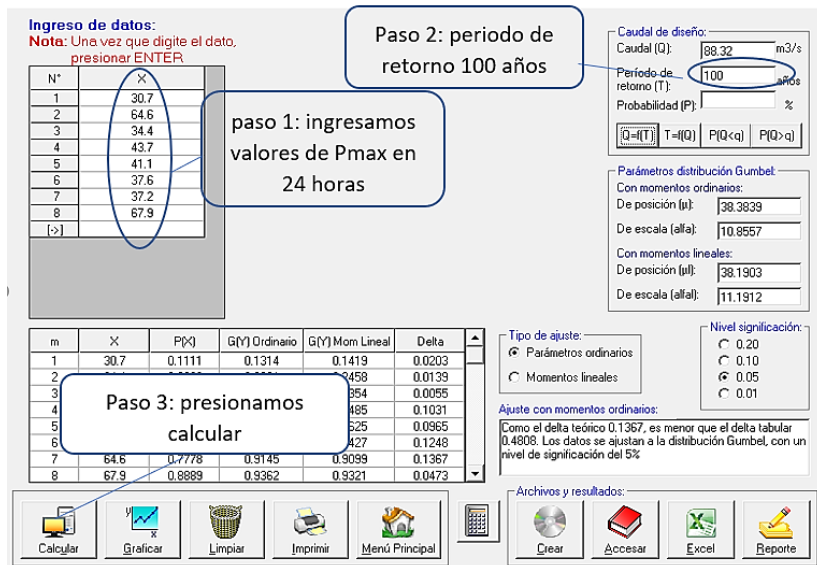 Ingreso de datos:
Nota: Una vez que digite el dato,
presionar ENTER
N° X
1 30.7
2 64.6
3 34.4
4 43.7
5 41.1
6 37.6
7 37.2
8 67.9
[->]
paso 1: ingresamos
valores de Pmax en
24 horas
Paso 2: periodo de
retorno 100 años
Caudal de diseño:
Caudal (Q): 88.32 m3/s
Período de
retorno (T): 100 años
Probabilidad (P): %
Q=f(T) T=f(Q) P(Q<q) P(Q>q)
Parámetros distribución Gumbel:
Con momentos ordinarios:
De posición (µ): 38.3839
De escala (alfa): 10.8557
Con momentos lineales:
De posición (µl): 38.1903
De escala (alfal): 11.1912
m X P(X) G(Y) Ordinario G(Y) Mom Lineal Delta
1 30.7 0.1111 0.1314 0.1419 0.0203
2 2458 0.0139
3 354 0.0055
4 485 0.1031
5 625 0.0965
6 427 0.1248
7 64.6 0.7778 0.9145 0.9099 0.1367
8 67.9 0.8889 0.9362 0.9321 0.0473
Paso 3: presionamos
calcular
Tipo de ajuste:
Parámetros ordinarios
Momentos lineales
Nivel significación:
0.20
0.10
0.05
0.01
Ajuste con momentos ordinarios:
Como el delta teórico 0.1367, es menor que el delta tabular
0.4808. Los datos se ajustan a la distribución Gumbel, con un
nivel de significación del 5%
Calcular Graficar Limpiar Imprimir Menú Principal
Archivos y resultados:
Crear Accesar Excel Reporte